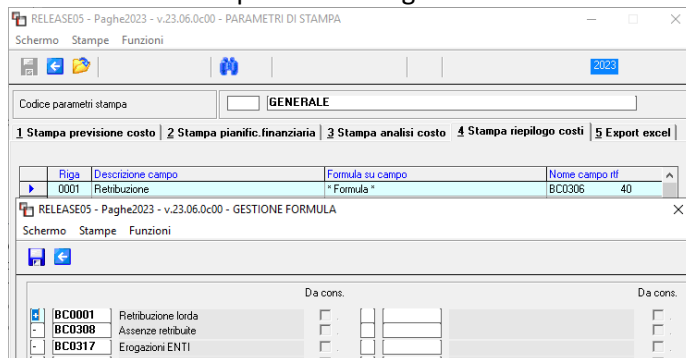 RELEASE05 - Paghe2023 - v.23.06.0c00 - PARAMETRI DI STAMPA
Schermo Stampe Funzioni
2023
Codice parametri stampa GENERALE
1 Stampa previsione costo 2 Stampa pianific.finanziaria 3 Stampa analisi costo 4 Stampa riepilogo costi 5 Export excel
Riga Descrizione campo Formula su campo Nome campo rtf
0001 Retribuzione * Formula * BC0306 40
RELEASE05 - Paghe2023 - v.23.06.0c00 - GESTIONE FORMULA
Schermo Stampe Funzioni
Da cons. Da cons.
+ BC0001 Retribuzione lorda
- BC0308 Assenze retribuite
- BC0317 Erogazioni ENTI